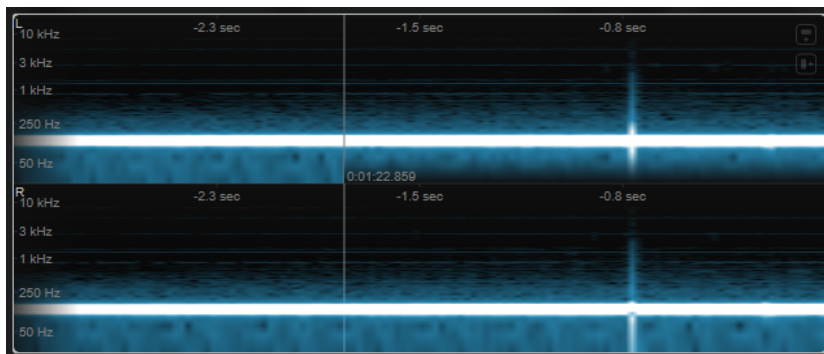 L
-2.3 sec -1.5 sec -0.8 sec
10 kHz
3 kHz
1 kHz
250 Hz
50 Hz
0:01:22.859
R
-2.3 sec -1.5 sec -0.8 sec
10 kHz
3 kHz
1 kHz
250 Hz
50 Hz